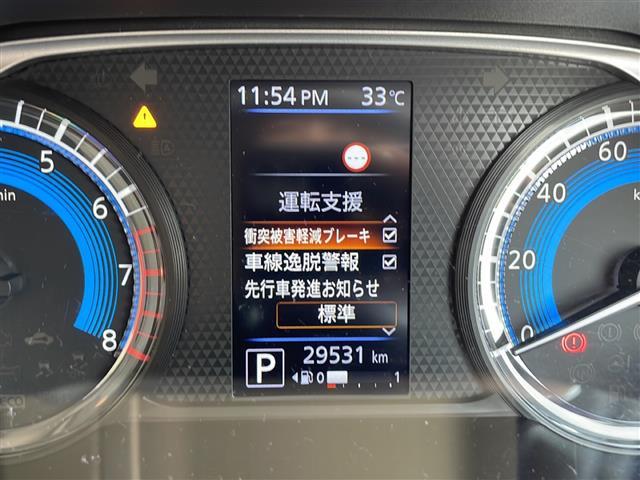 11:54 PM 33℃
運転支援
衝突被害軽減ブレーキ
車線逸脱警報
先行車発進お知らせ
標準
P 29531 km
0 1
5
6
7
8
min
60
40
20
0